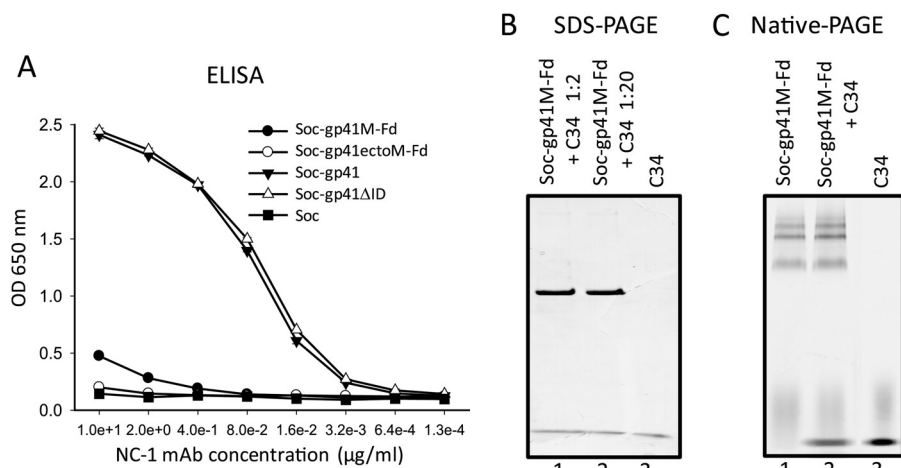 A
ELISA
OD 650 nm
2.5
2.0
1.5
1.0
0.5
0.0
1.0e+1 2.0e+0 4.0e-1 8.0e-2 1.6e-2 3.2e-3 6.4e-4 1.3e-4
NC-1 mAb concentration (µg/ml)
Soc-gp41M-Fd
Soc-gp41ectoM-Fd
Soc-gp41
Soc-gp41ΔID
Soc
B
SDS-PAGE
Soc-gp41M-Fd
+ C34 1:2
Soc-gp41M-Fd
+ C34 1:20
C34
1 2 3
C
Native-PAGE
Soc-gp41M-Fd
Soc-gp41M-Fd
+ C34
C34
1 2 3